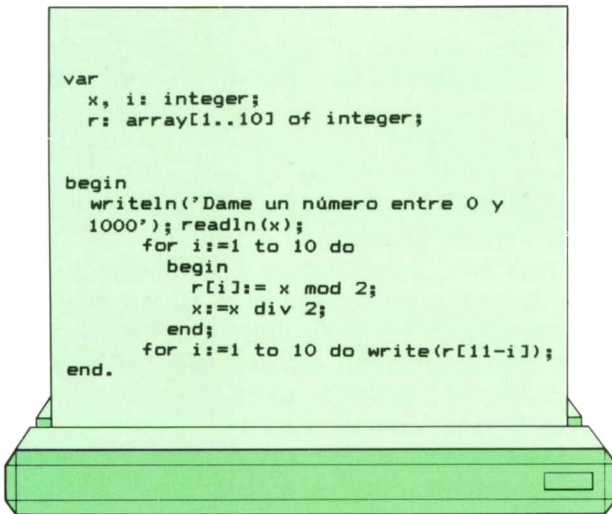 var
x, i: integer;
r: array[1..10] of integer;
begin
writeln('Dame un número entre 0 y
1000'); readln(x);
for i:=1 to 10 do
begin
r[i]:= x mod 2;
x:=x div 2;
end;
for i:=1 to 10 do write(r[11-i]);
end.